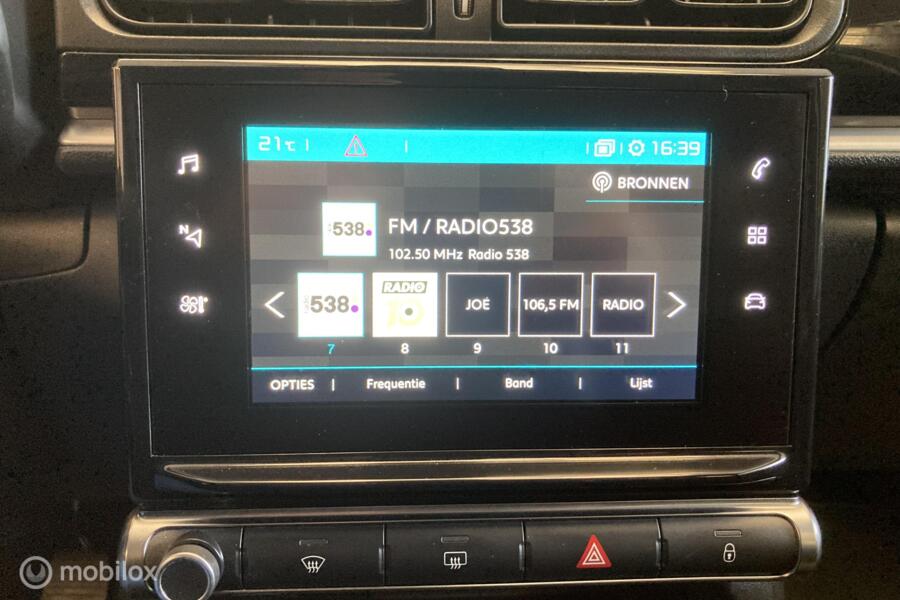 21°C
16:39
BRONNEN
538
FM / RADIO538
102.50 MHz Radio 538
538
RADIO 10
JOÉ
106,5 FM
RADIO
7 8 9 10 11
OPTIES | Frequentie | Band | Lijst
N
mobilox